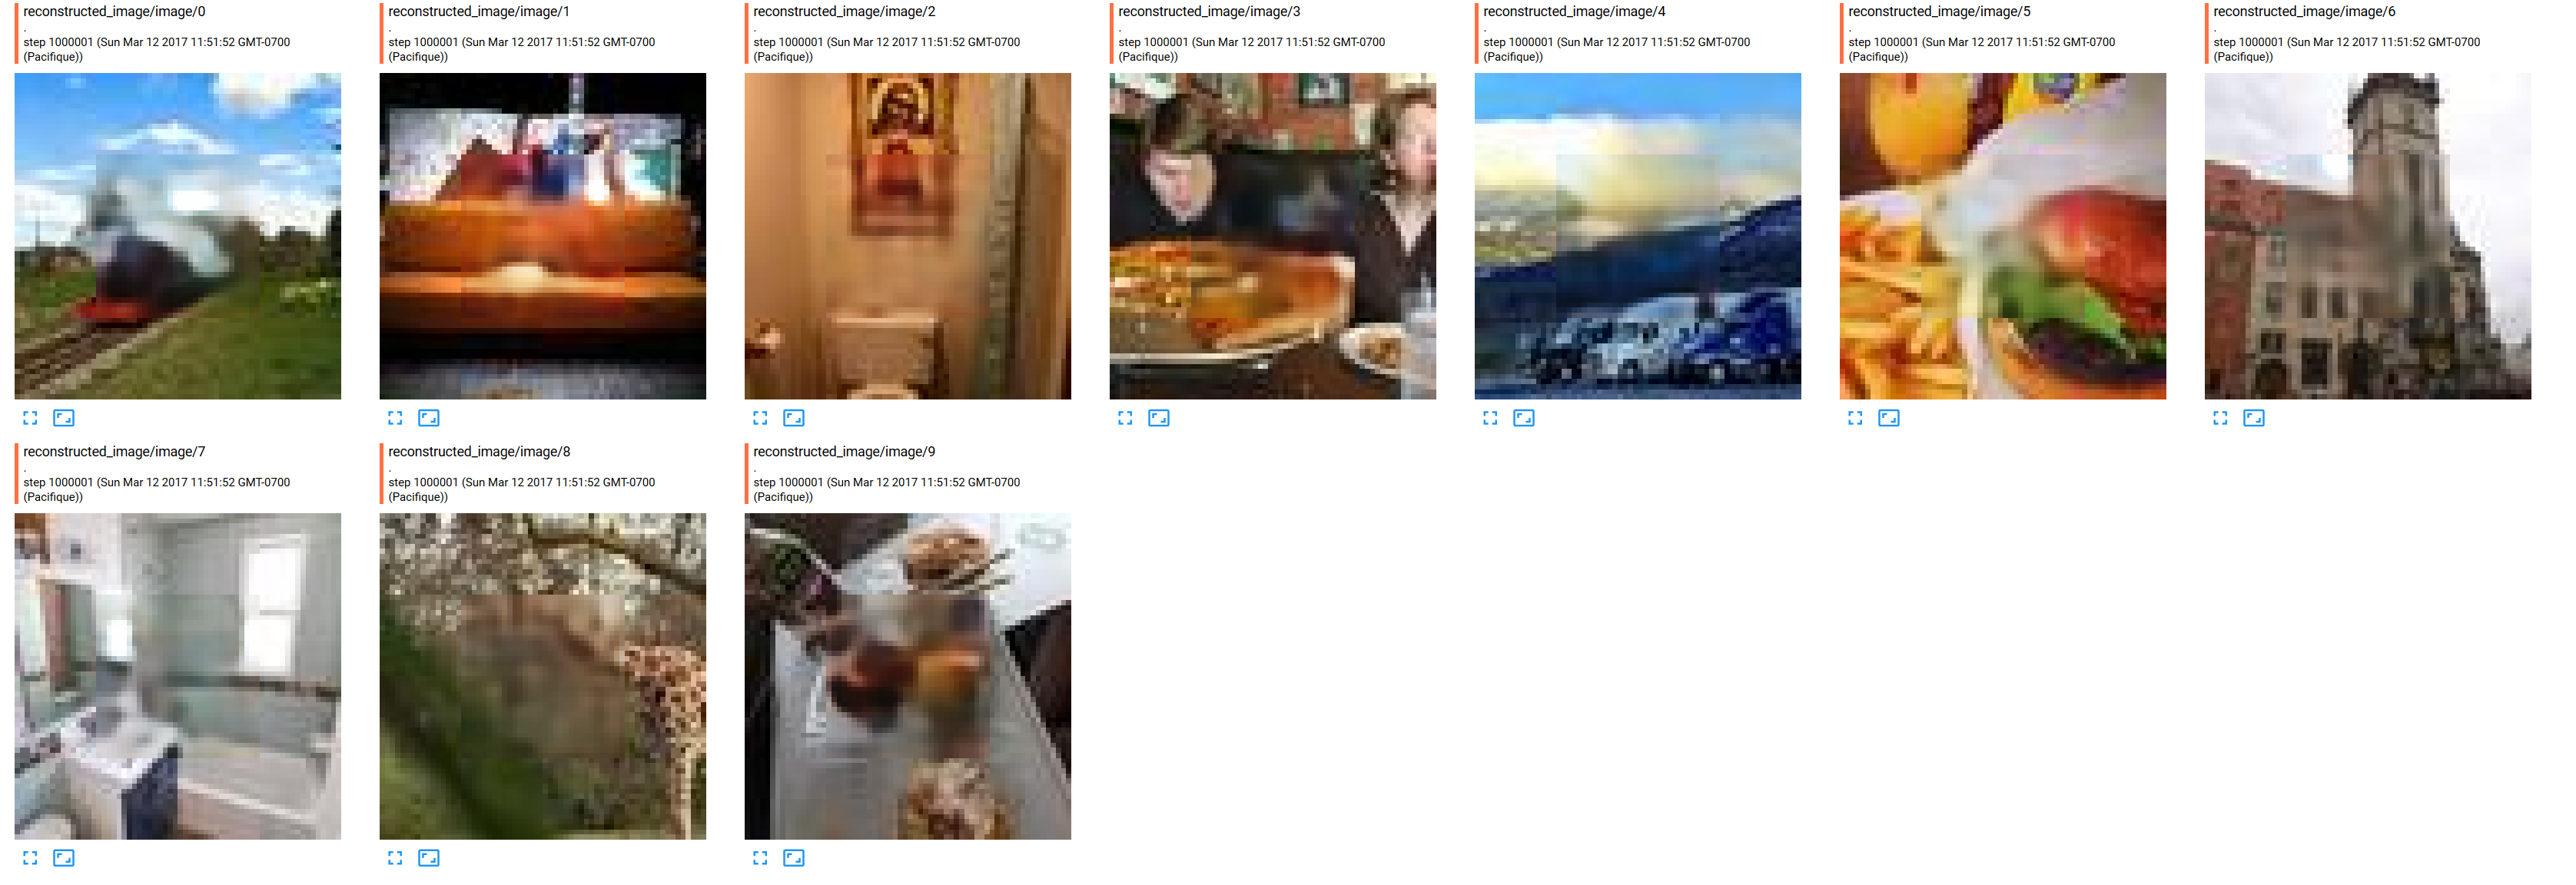 reconstructed_image/image/0
.
step 1000001 (Sun Mar 12 2017 11:51:52 GMT-0700
(Pacifique))
reconstructed_image/image/1
.
step 1000001 (Sun Mar 12 2017 11:51:52 GMT-0700
(Pacifique))
reconstructed_image/image/2
.
step 1000001 (Sun Mar 12 2017 11:51:52 GMT-0700
(Pacifique))
reconstructed_image/image/3
.
step 1000001 (Sun Mar 12 2017 11:51:52 GMT-0700
(Pacifique))
reconstructed_image/image/4
.
step 1000001 (Sun Mar 12 2017 11:51:52 GMT-0700
(Pacifique))
reconstructed_image/image/5
.
step 1000001 (Sun Mar 12 2017 11:51:52 GMT-0700
(Pacifique))
reconstructed_image/image/6
.
step 1000001 (Sun Mar 12 2017 11:51:52 GMT-0700
(Pacifique))
reconstructed_image/image/7
.
step 1000001 (Sun Mar 12 2017 11:51:52 GMT-0700
(Pacifique))
reconstructed_image/image/8
.
step 1000001 (Sun Mar 12 2017 11:51:52 GMT-0700
(Pacifique))
reconstructed_image/image/9
.
step 1000001 (Sun Mar 12 2017 11:51:52 GMT-0700
(Pacifique))